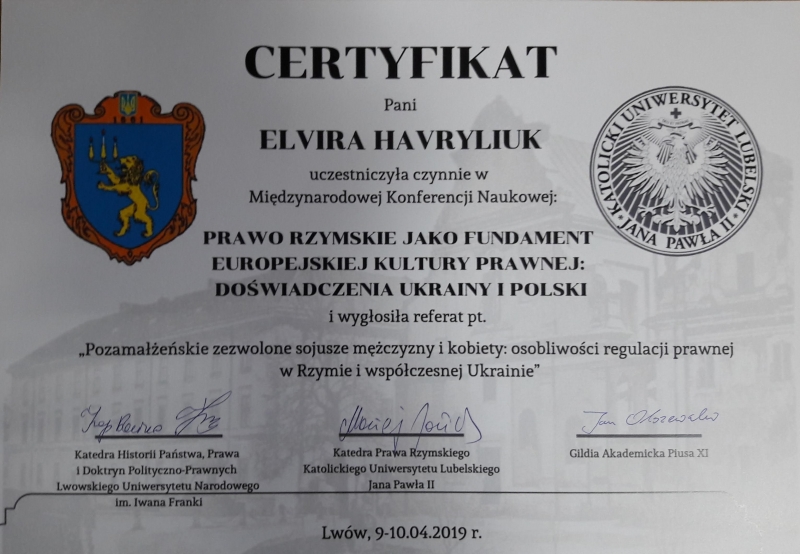 CERTYFIKAT
Pani
ELVIRA HAVRYLIUK
uczestniczyła czynnie w
Międzynarodowej Konferencji Naukowej:
PRAWO RZYMSKIE JAKO FUNDAMENT
EUROPEJSKIEJ KULTURY PRAWNEJ:
DOŚWIADCZENIA UKRAINY I POLSKI
i wygłosiła referat pt.
„Pozamałżeńskie zezwolone sojusze mężczyzny i kobiety: osobliwości regulacji prawnej
w Rzymie i współczesnej Ukrainie”
KATOLICKI UNIWERSYTET LUBELSKI
JANA PAWŁA II
Katedra Historii Państwa, Prawa
i Doktryn Polityczno-Prawnych
Lwowskiego Uniwersytetu Narodowego
im. Iwana Franki
Maciej
Katedra Prawa Rzymskiego
Katolickiego Uniwersytetu Lubelskiego
Jana Pawła II
Jan
Gildia Akademicka Piusa XI
Lwów, 9-10.04.2019 r.